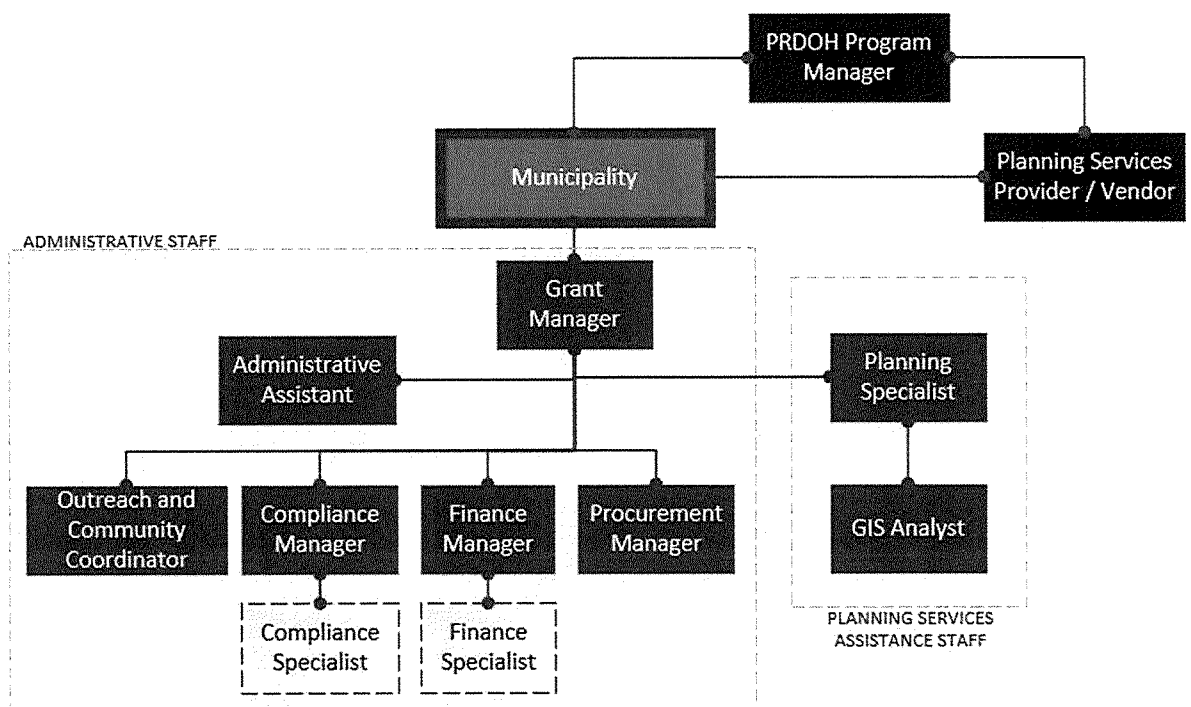 PRDOH Program
Manager
Municipality
Planning Services
Provider / Vendor
ADMINISTRATIVE STAFF
Grant
Manager
Administrative
Assistant
Planning
Specialist
Outreach and
Community
Coordinator
Compliance
Manager
Finance
Manager
Procurement
Manager
GIS Analyst
Compliance
Specialist
Finance
Specialist
PLANNING SERVICES
ASSISTANCE STAFF